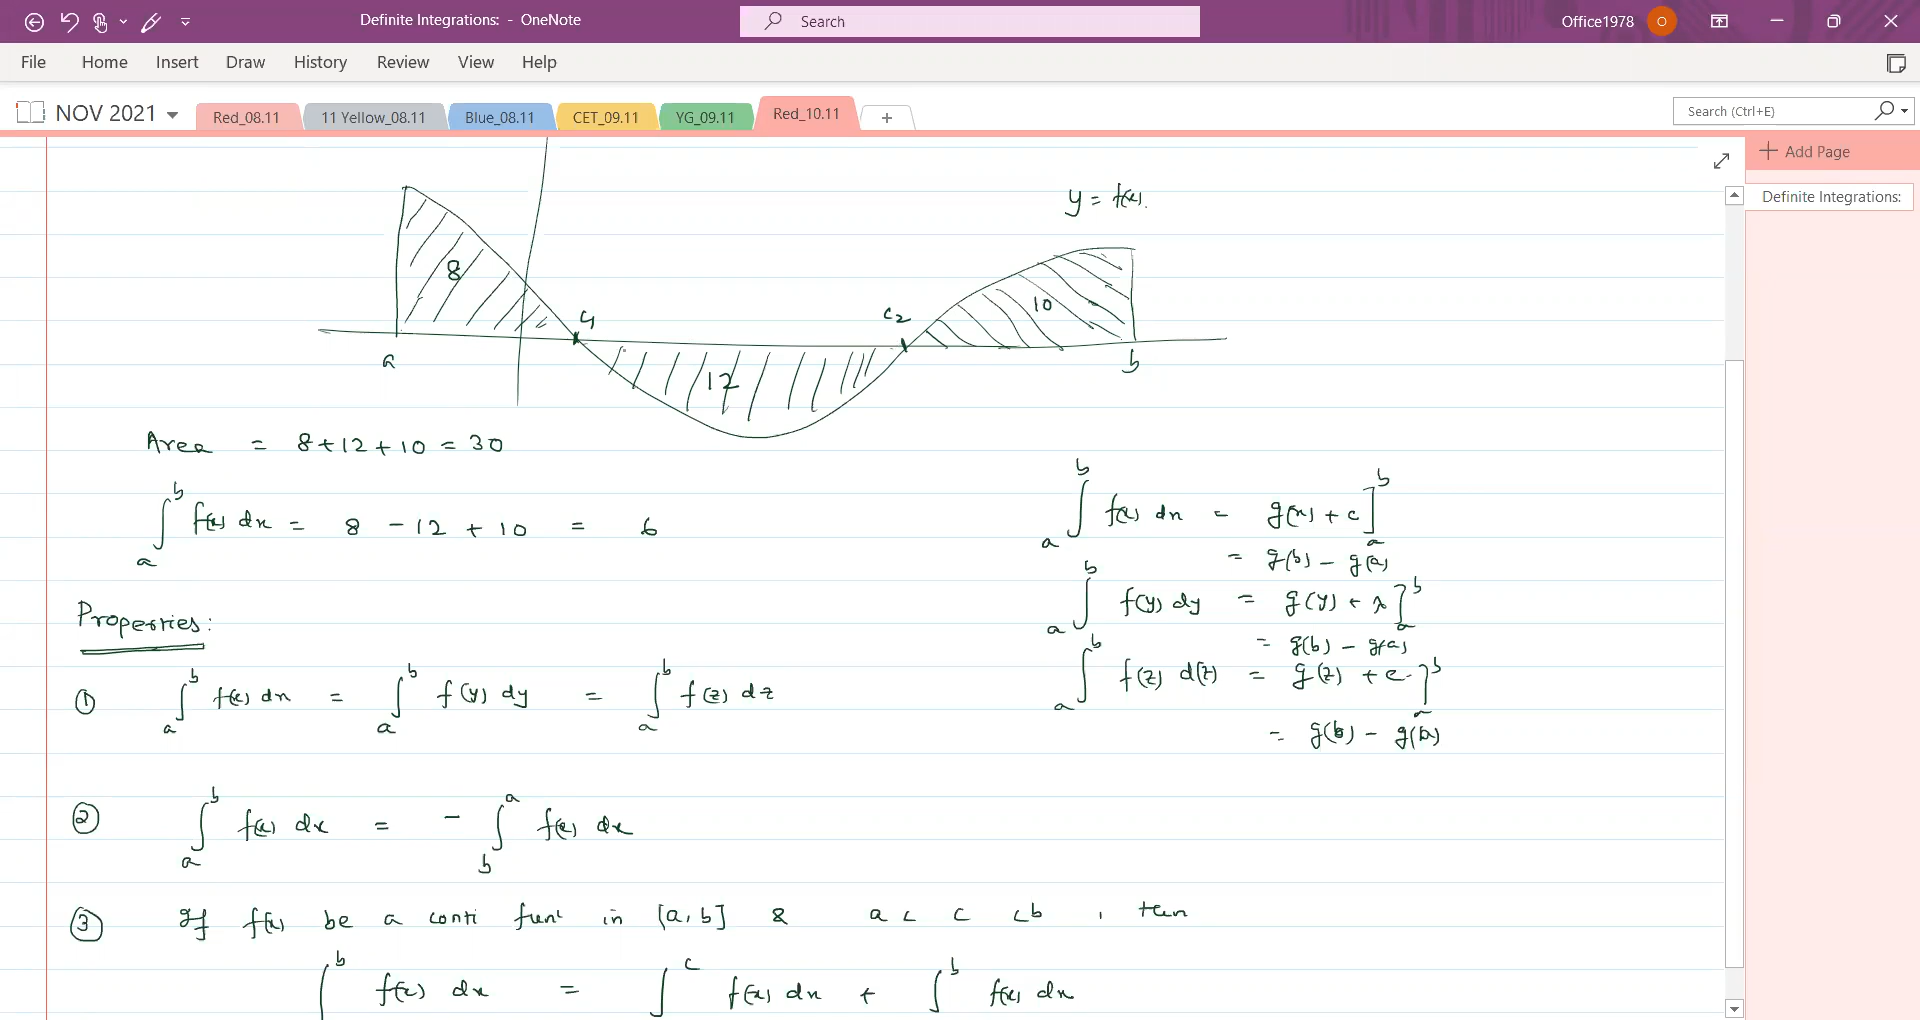 Definite Integrations: - OneNote
Search
Office1978 O
File Home Insert Draw History Review View Help
NOV 2021 Red_08.11 11 Yellow_08.11 Blue_08.11 CET_09.11 YG_09.11 Red_10.11 +
Search (Ctrl+E)
+ Add Page
Definite Integrations:
y = f(x).
8
10
12
a c₁ c₂ b
Area = 8+12+10 = 30
∫_a^b f(x) dx = 8 - 12 + 10 = 6
∫_a^b f(x) dx = g(x) + c]_a^b
= g(b) - g(a)
∫_a^b f(y) dy = g(y) + λ]_a^b
= g(b) - g(a)
∫_a^b f(z) d(z) = g(z) + c]_a^b
= g(b) - g(a)
Properties:
① ∫_a^b f(x) dx = ∫_a^b f(y) dy = ∫_a^b f(z) dz
② ∫_a^b f(x) dx = - ∫_b^a f(x) dx
③ If f(x) be a conti funⁿ in [a,b] & a < c < b, then
∫^b f(x) dx = ∫^c f(x) dx + ∫^b f(x) dx